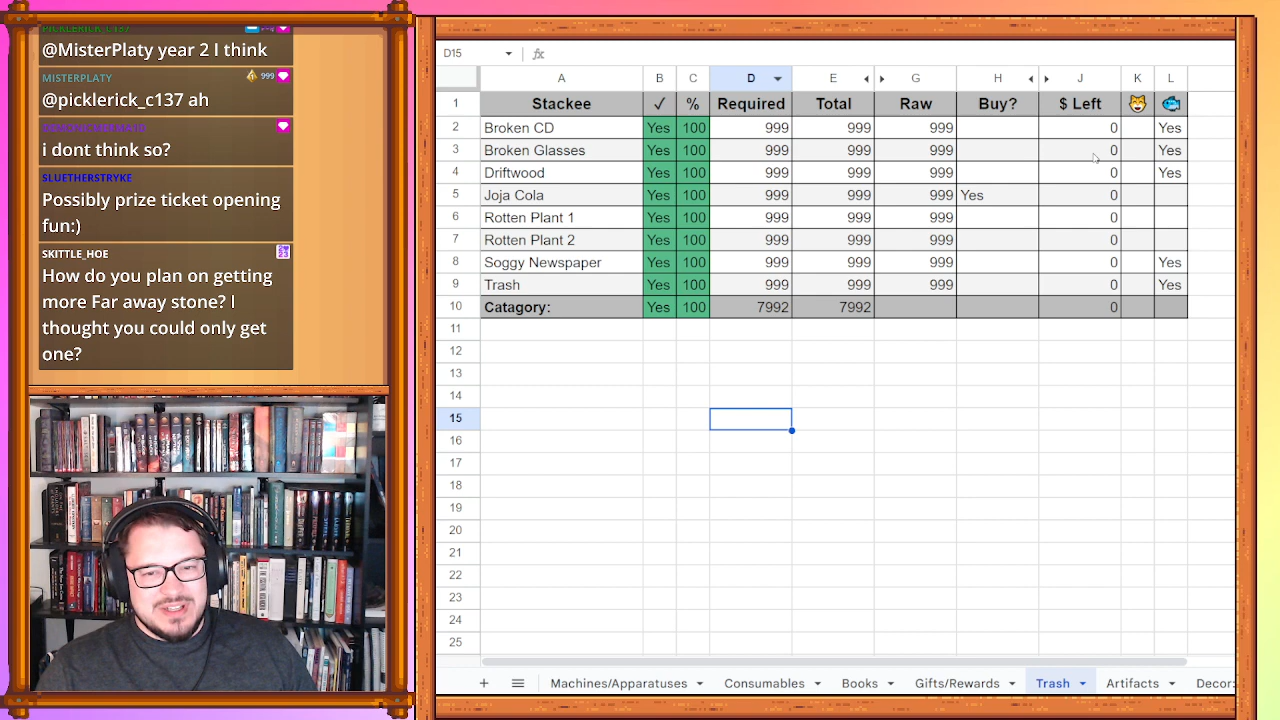 PICKLERICK_C137
@MisterPlaty year 2 I think
MISTERPLATY 999
@picklerick_c137 ah
i dont think so?
SLUETHERSTRYKE
Possibly prize ticket opening
fun:)
SKITTLE_HOE
How do you plan on getting
more Far away stone? I
thought you could only get
one?
D15 fx
A B C D E G H J K L
1 Stackee ✓ % Required Total Raw Buy? $ Left
2 Broken CD Yes 100 999 999 999 0 Yes
3 Broken Glasses Yes 100 999 999 999 0 Yes
4 Driftwood Yes 100 999 999 999 0 Yes
5 Joja Cola Yes 100 999 999 999 Yes 0
6 Rotten Plant 1 Yes 100 999 999 999 0
7 Rotten Plant 2 Yes 100 999 999 999 0
8 Soggy Newspaper Yes 100 999 999 999 0 Yes
9 Trash Yes 100 999 999 999 0 Yes
10 Catagory: Yes 100 7992 7992 0
11
12
13
14
15
16
17
18
19
20
21
22
23
24
25
+ Machines/Apparatuses Consumables Books Gifts/Rewards Trash Artifacts Decor